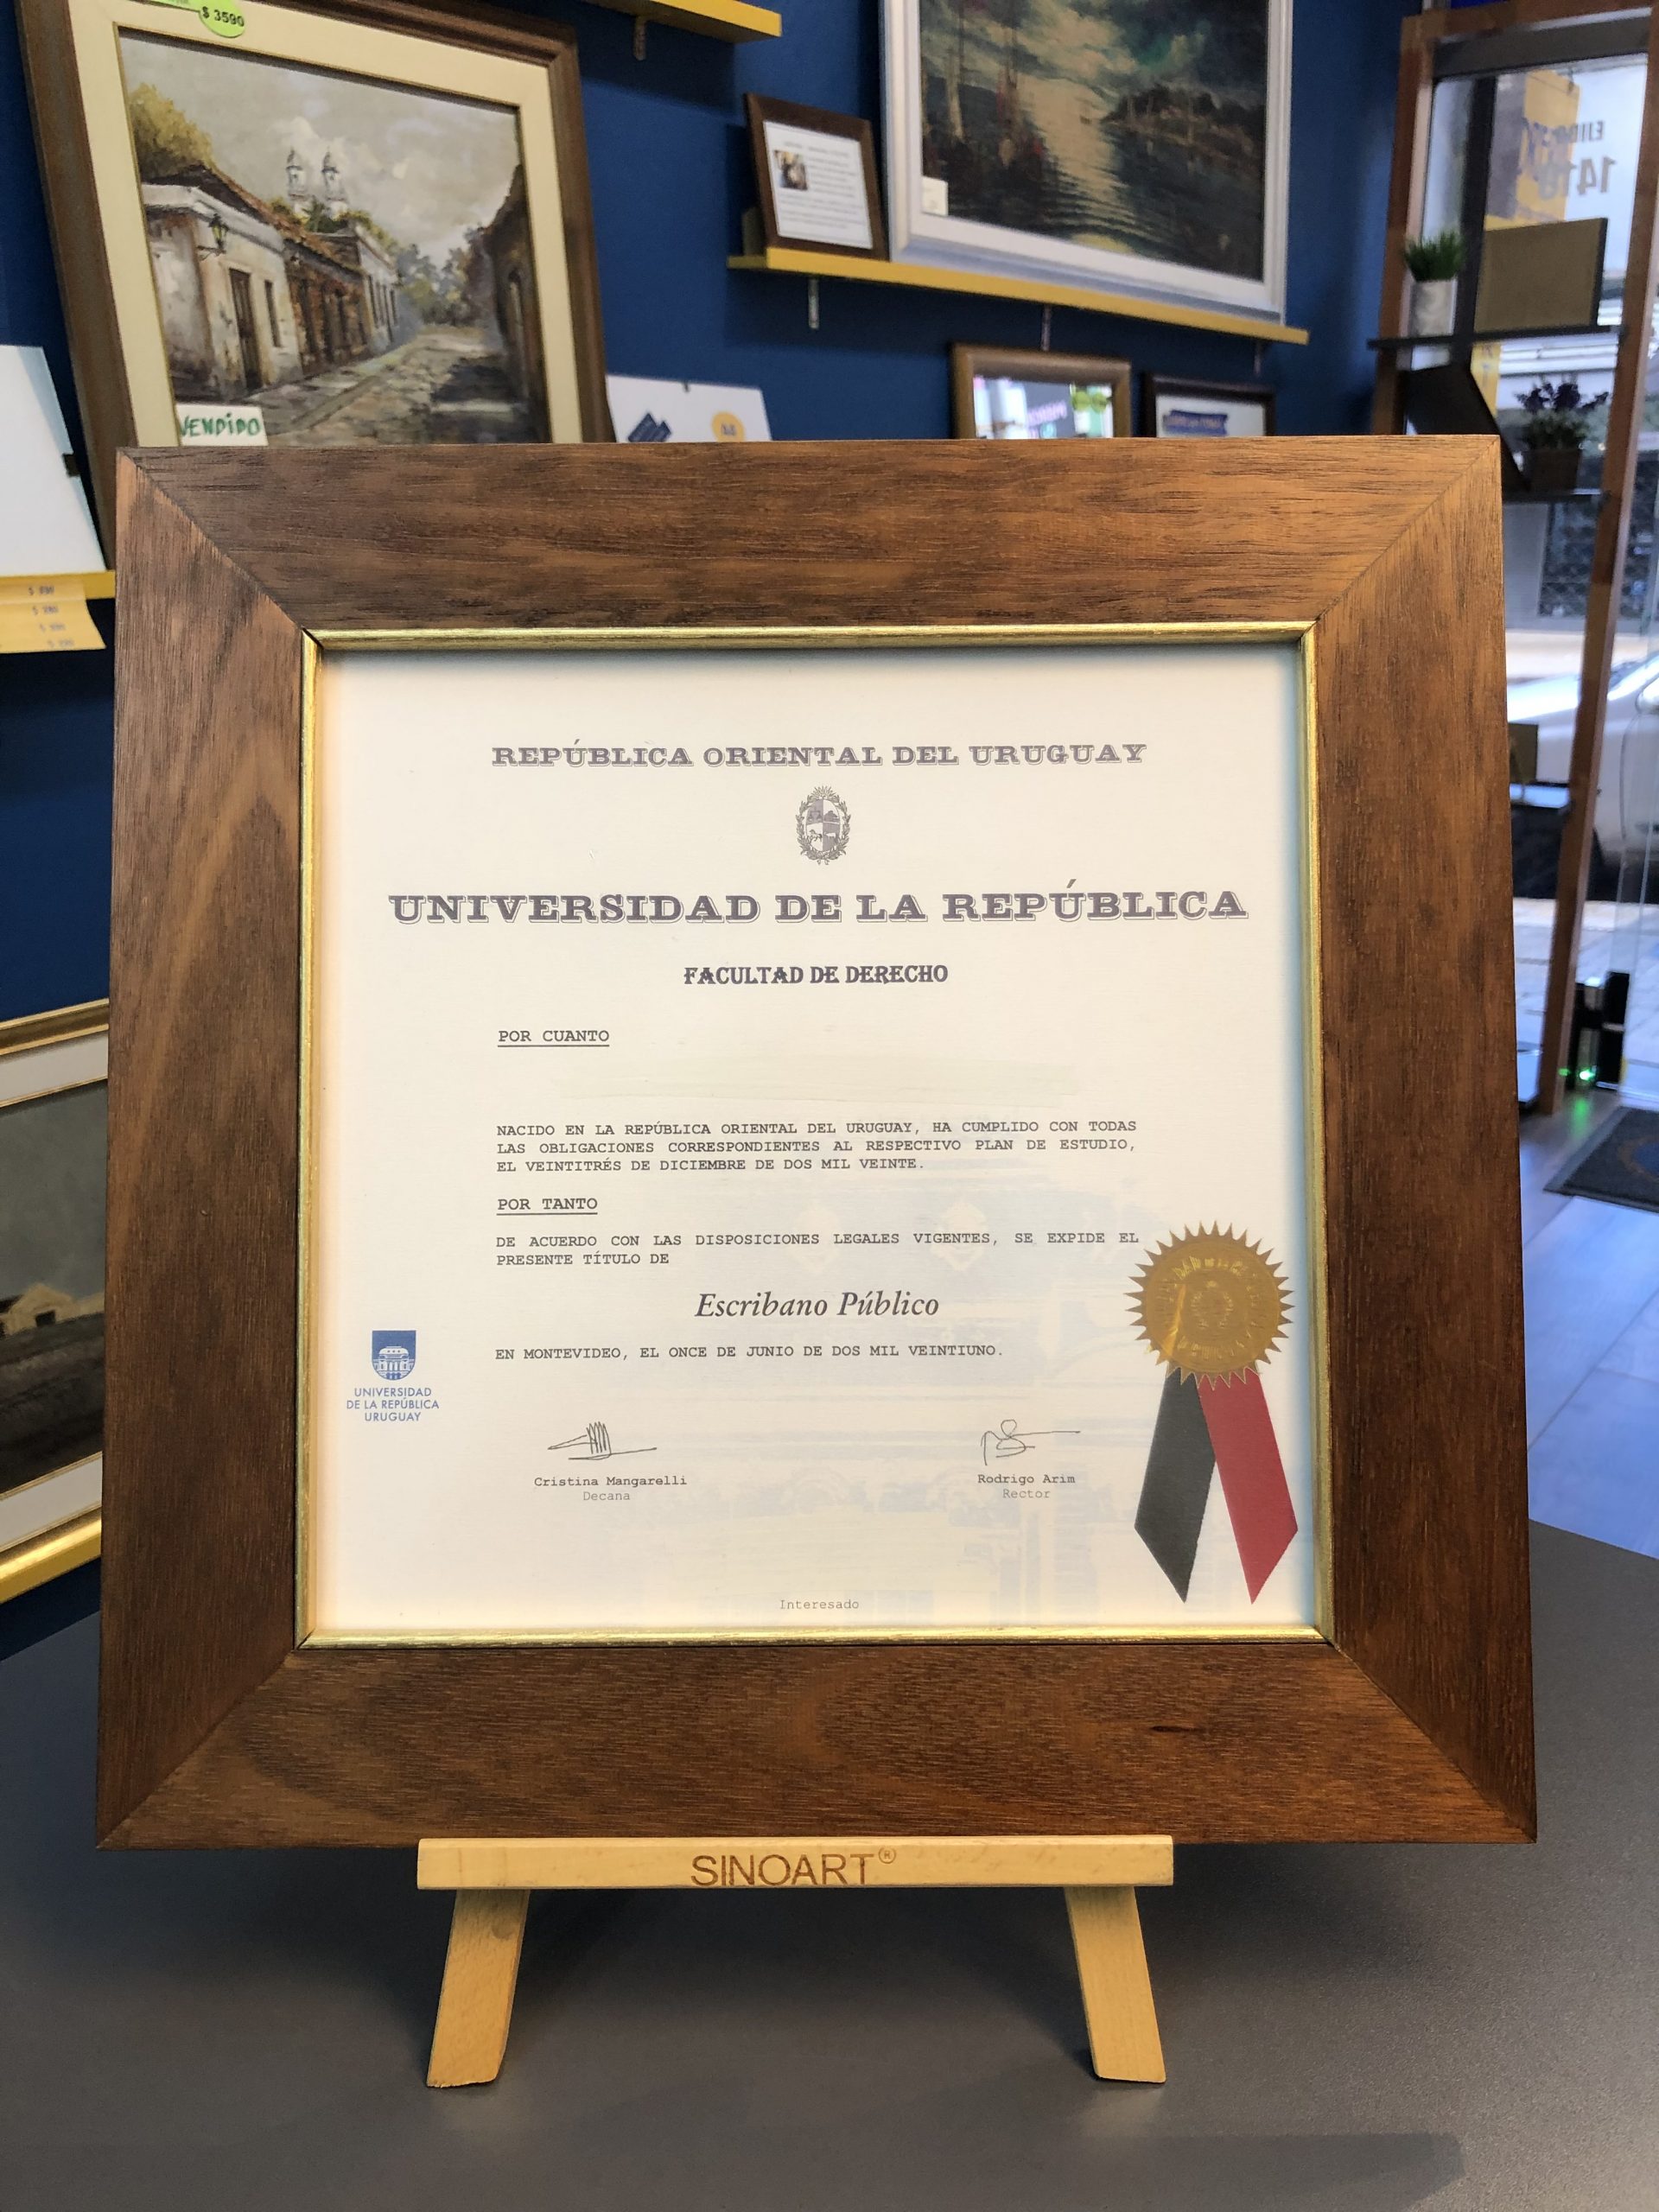 $ 3590
VENDIDO
REPÚBLICA ORIENTAL DEL URUGUAY
UNIVERSIDAD DE LA REPÚBLICA
FACULTAD DE DERECHO
POR CUANTO
NACIDO EN LA REPÚBLICA ORIENTAL DEL URUGUAY, HA CUMPLIDO CON TODAS
LAS OBLIGACIONES CORRESPONDIENTES AL RESPECTIVO PLAN DE ESTUDIO,
EL VEINTITRÉS DE DICIEMBRE DE DOS MIL VEINTE.
POR TANTO
DE ACUERDO CON LAS DISPOSICIONES LEGALES VIGENTES, SE EXPIDE EL
PRESENTE TÍTULO DE
Escribano Público
EN MONTEVIDEO, EL ONCE DE JUNIO DE DOS MIL VEINTIUNO.
UNIVERSIDAD
DE LA REPÚBLICA
URUGUAY
Cristina Mangarelli
Decana
Rodrigo Arim
Rector
Interesado
SINOART®